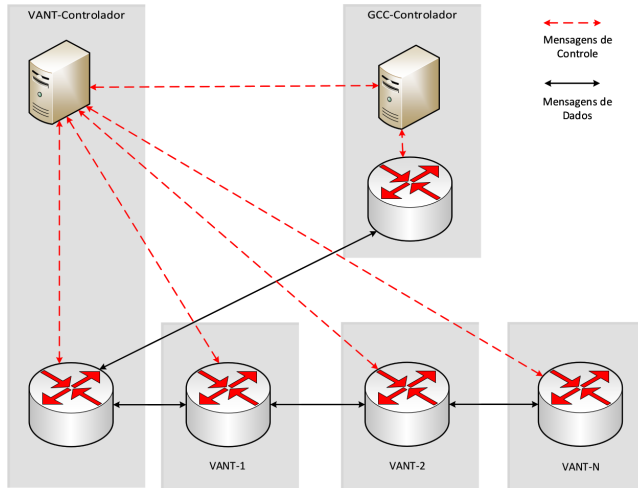 VANT-Controlador
GCC-Controlador
Mensagens de
Controle
Mensagens de
Dados
VANT-1
VANT-2
VANT-N